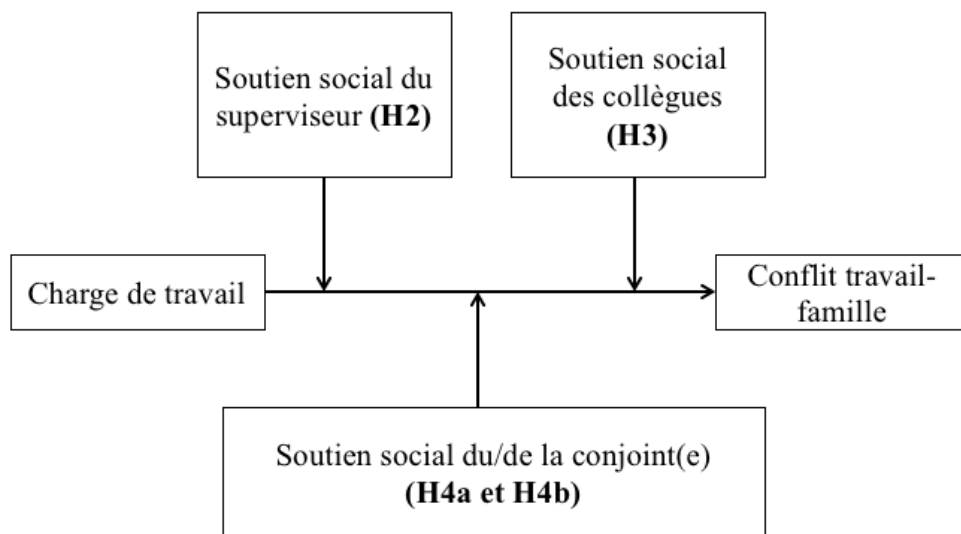 Soutien social du
superviseur (H2)
Soutien social
des collègues
(H3)
Charge de travail
Conflit travail-
famille
Soutien social du/de la conjoint(e)
(H4a et H4b)